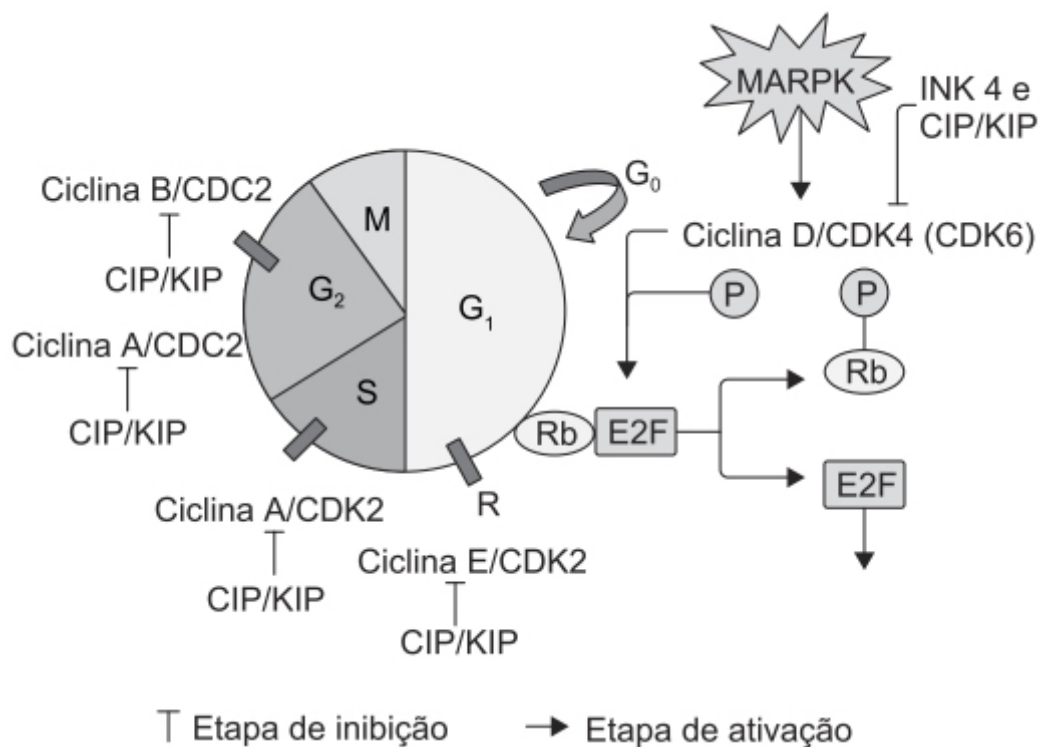 MARPK
INK 4 e
CIP/KIP
G₀
Ciclina B/CDC2
CIP/KIP
M
G₂
G₁
S
Ciclina D/CDK4 (CDK6)
P
P
Rb
Ciclina A/CDC2
CIP/KIP
Rb
E2F
E2F
R
Ciclina A/CDK2
CIP/KIP
Ciclina E/CDK2
CIP/KIP
Etapa de inibição
Etapa de ativação